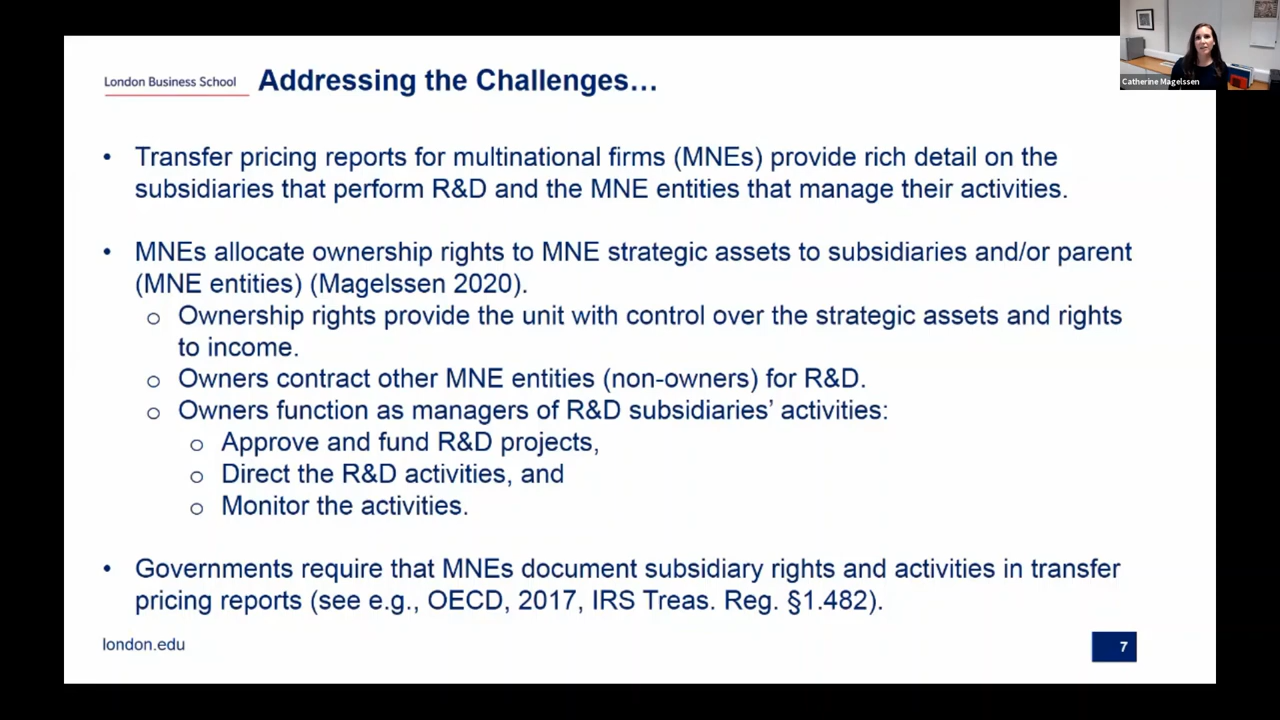 London Business School
Addressing the Challenges…
Catherine Magelssen
• Transfer pricing reports for multinational firms (MNEs) provide rich detail on the
subsidiaries that perform R&D and the MNE entities that manage their activities.
• MNEs allocate ownership rights to MNE strategic assets to subsidiaries and/or parent
(MNE entities) (Magelssen 2020).
o Ownership rights provide the unit with control over the strategic assets and rights
to income.
o Owners contract other MNE entities (non-owners) for R&D.
o Owners function as managers of R&D subsidiaries’ activities:
o Approve and fund R&D projects,
o Direct the R&D activities, and
o Monitor the activities.
• Governments require that MNEs document subsidiary rights and activities in transfer
pricing reports (see e.g., OECD, 2017, IRS Treas. Reg. §1.482).
london.edu
7